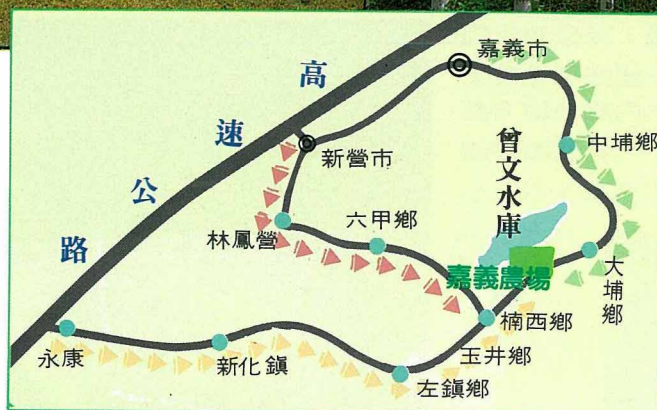 嘉義市
高速公路
新營市
曾文水庫
中埔鄉
林鳳營
六甲鄉
大埔鄉
嘉義農場
楠西鄉
永康
新化鎮
玉井鄉
左鎮鄉